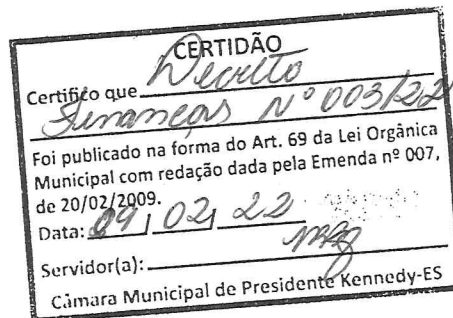 CERTIDÃO
Certifico que Decreto
Finanças Nº 003/22
Foi publicado na forma do Art. 69 da Lei Orgânica
Municipal com redação dada pela Emenda nº 007,
de 20/02/2009.
Data: 09 / 02 / 22
Servidor(a):
Câmara Municipal de Presidente Kennedy-ES